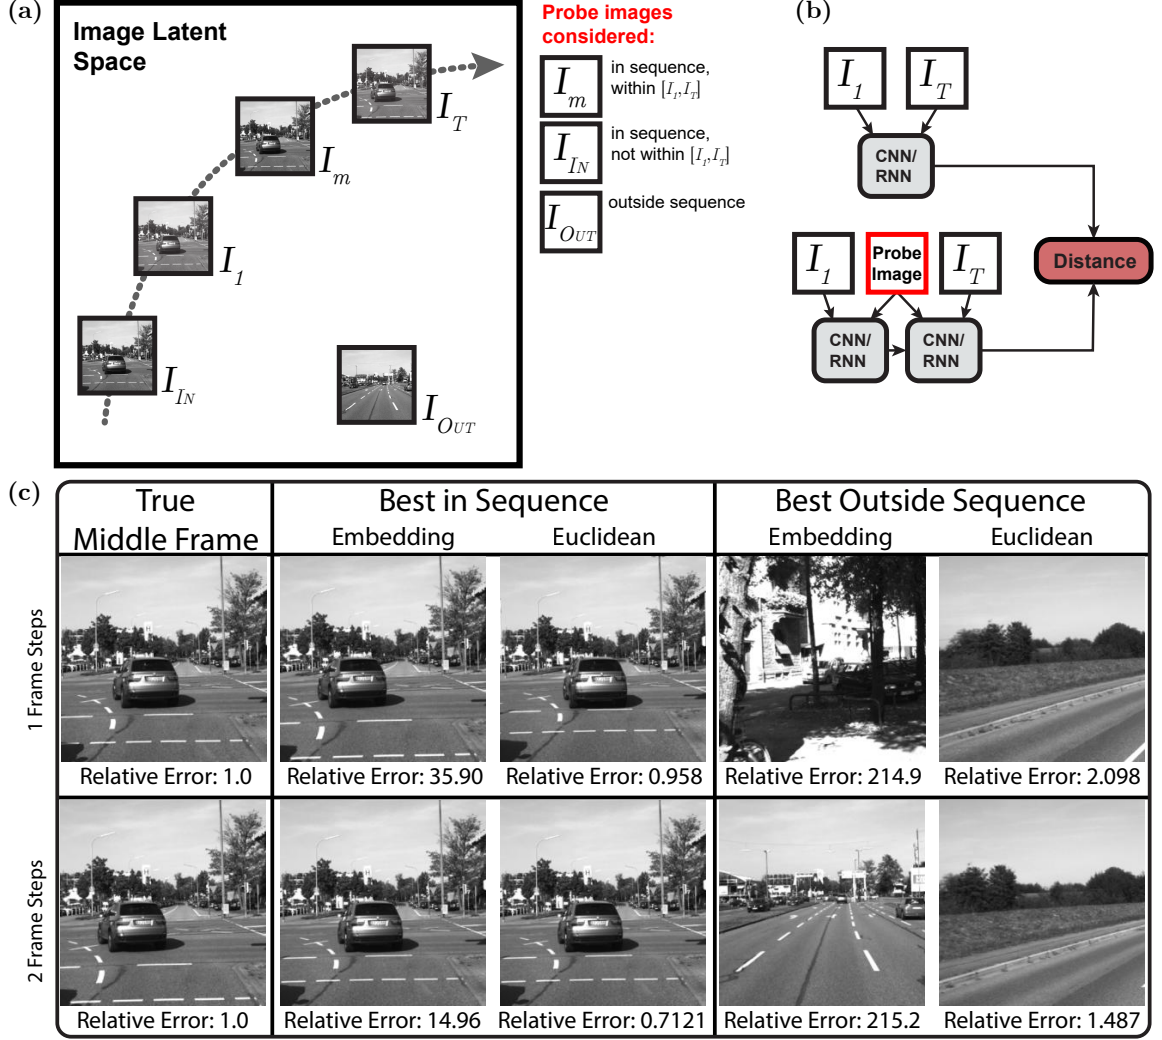 (a)
Image Latent
Space
I_T
I_m
I_1
I_IN
I_OUT
Probe images
considered:
I_m
in sequence,
within [I_1,I_T]
I_IN
in sequence,
not within [I_1,I_T]
I_OUT
outside sequence
(b)
I_1
I_T
CNN/
RNN
I_1
Probe
Image
I_T
Distance
CNN/
RNN
CNN/
RNN
(c)
True
Middle Frame
Best in Sequence
Embedding
Euclidean
Best Outside Sequence
Embedding
Euclidean
1 Frame Steps
Relative Error: 1.0
Relative Error: 35.90
Relative Error: 0.958
Relative Error: 214.9
Relative Error: 2.098
2 Frame Steps
Relative Error: 1.0
Relative Error: 14.96
Relative Error: 0.7121
Relative Error: 215.2
Relative Error: 1.487